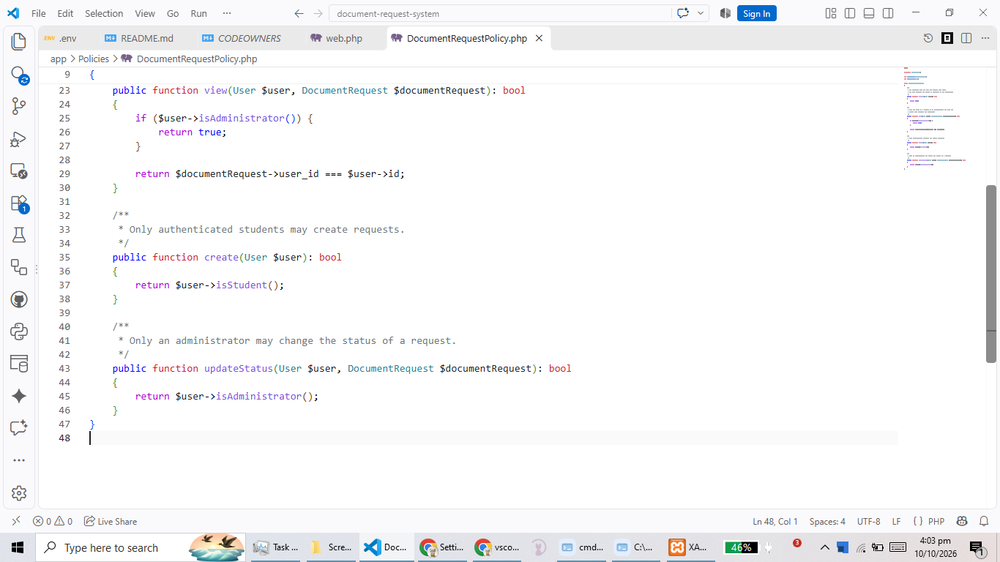 File Edit Selection View Go Run ··· document-request-system Sign In
.env README.md CODEOWNERS web.php DocumentRequestPolicy.php
app > Policies > DocumentRequestPolicy.php
9 {
23 public function view(User $user, DocumentRequest $documentRequest): bool
24 {
25 if ($user->isAdministrator()) {
26 return true;
27 }
28
29 return $documentRequest->user_id === $user->id;
30 }
31
32 /**
33 * Only authenticated students may create requests.
34 */
35 public function create(User $user): bool
36 {
37 return $user->isStudent();
38 }
39
40 /**
41 * Only an administrator may change the status of a request.
42 */
43 public function updateStatus(User $user, DocumentRequest $documentRequest): bool
44 {
45 return $user->isAdministrator();
46 }
47 }
48
1
0 0 Live Share Ln 48, Col 1 Spaces: 4 UTF-8 LF { } PHP
Type here to search Task ... Scre... Doc... Setti... vsco... cmd... C:\... XA... 46% 3 4:03 pm
10/10/2026 1